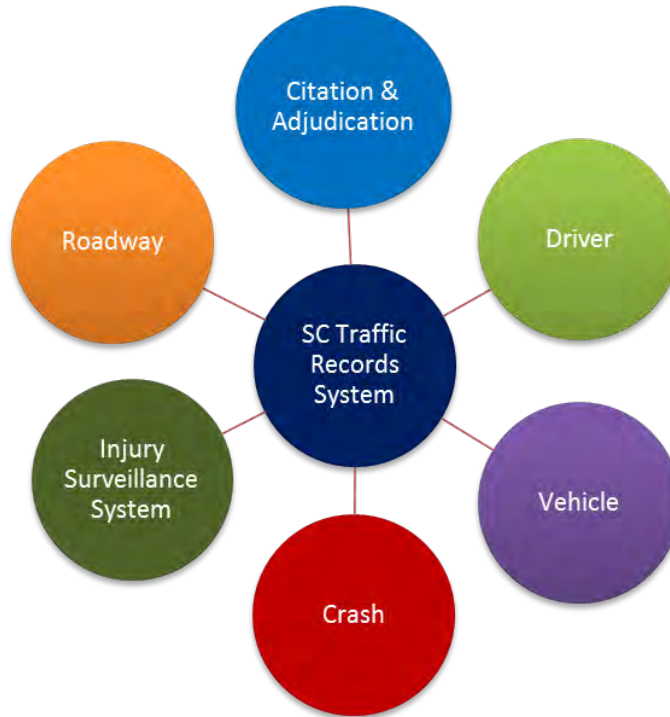 Citation &
Adjudication
Roadway
Driver
SC Traffic
Records
System
Injury
Surveillance
System
Vehicle
Crash